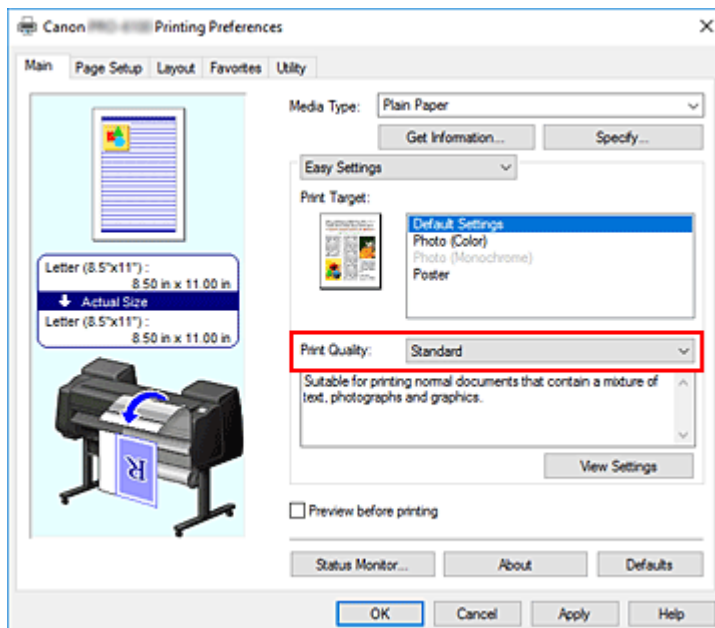 Canon Printing Preferences
Main Page Setup Layout Favorites Utility
Media Type: Plain Paper
Get Information... Specify...
Easy Settings
Print Target:
Default Settings
Photo (Color)
Photo (Monochrome)
Poster
Letter (8.5"x11") :
8.50 in x 11.00 in
Actual Size
Letter (8.5"x11") :
8.50 in x 11.00 in
R
Print Quality: Standard
Suitable for printing normal documents that contain a mixture of
text, photographs and graphics.
View Settings
Preview before printing
Status Monitor... About Defaults
OK Cancel Apply Help